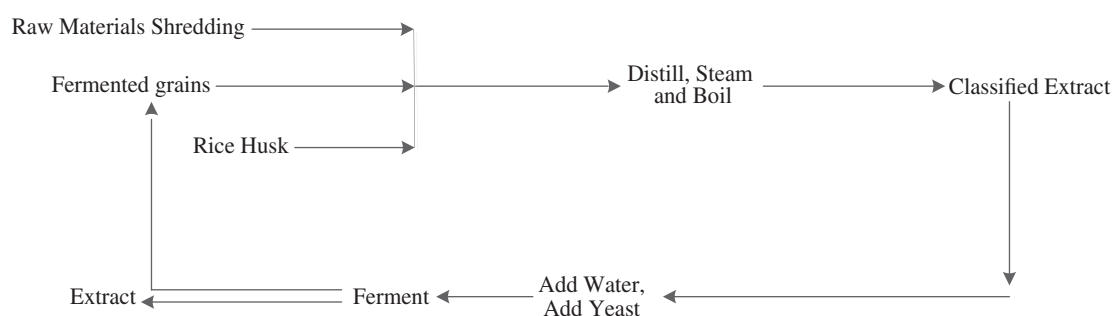 Raw Materials Shredding
Fermented grains
Distill, Steam
and Boil
Classified Extract
Rice Husk
Extract
Ferment
Add Water,
Add Yeast